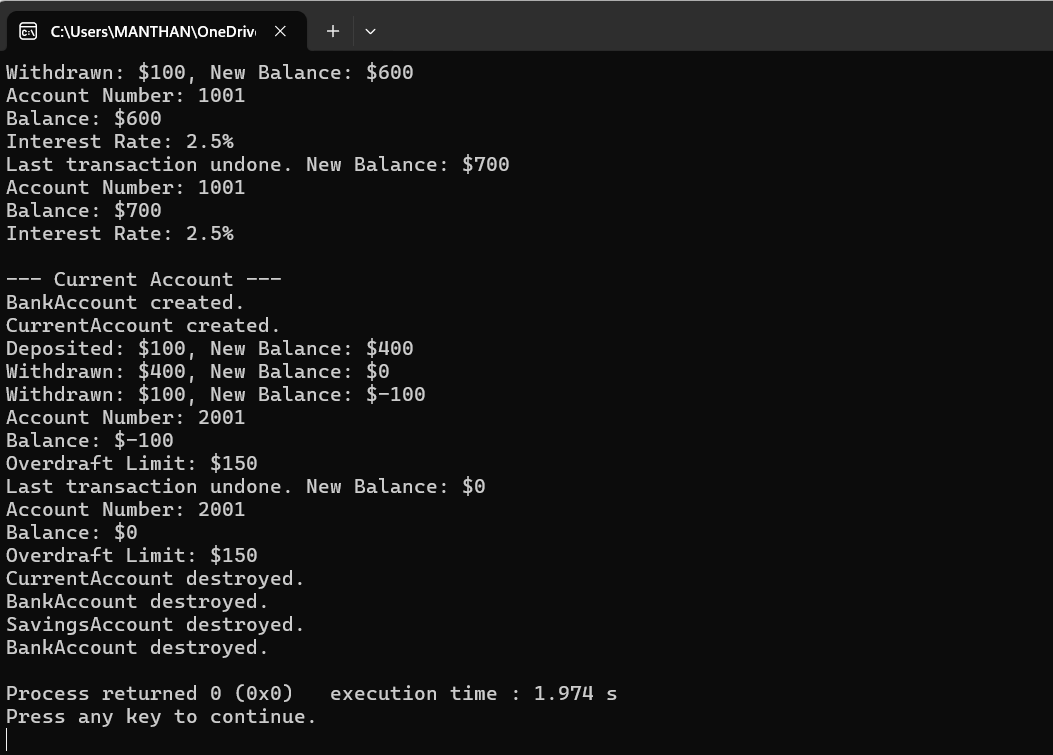 C:\Users\MANTHAN\OneDriv
Withdrawn: $100, New Balance: $600
Account Number: 1001
Balance: $600
Interest Rate: 2.5%
Last transaction undone. New Balance: $700
Account Number: 1001
Balance: $700
Interest Rate: 2.5%
--- Current Account ---
BankAccount created.
CurrentAccount created.
Deposited: $100, New Balance: $400
Withdrawn: $400, New Balance: $0
Withdrawn: $100, New Balance: $-100
Account Number: 2001
Balance: $-100
Overdraft Limit: $150
Last transaction undone. New Balance: $0
Account Number: 2001
Balance: $0
Overdraft Limit: $150
CurrentAccount destroyed.
BankAccount destroyed.
SavingsAccount destroyed.
BankAccount destroyed.
Process returned 0 (0x0)   execution time : 1.974 s
Press any key to continue.